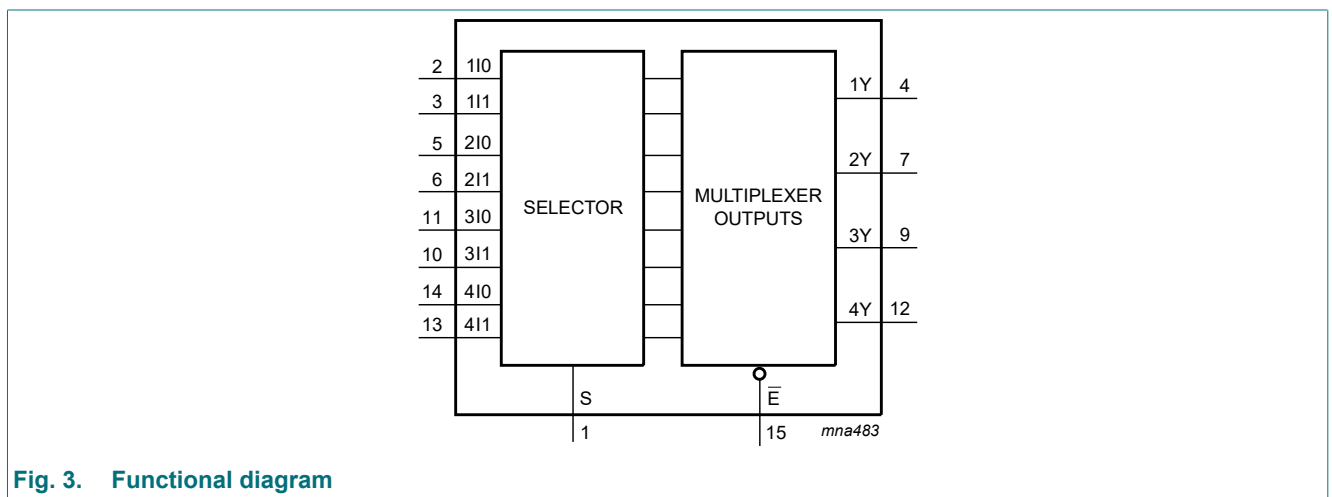 2 1I0
3 1I1
5 2I0
6 2I1
11 3I0
10 3I1
14 4I0
13 4I1
SELECTOR
MULTIPLEXER
OUTPUTS
1Y 4
2Y 7
3Y 9
4Y 12
S
E̅
1
15
mna483
Fig. 3. Functional diagram